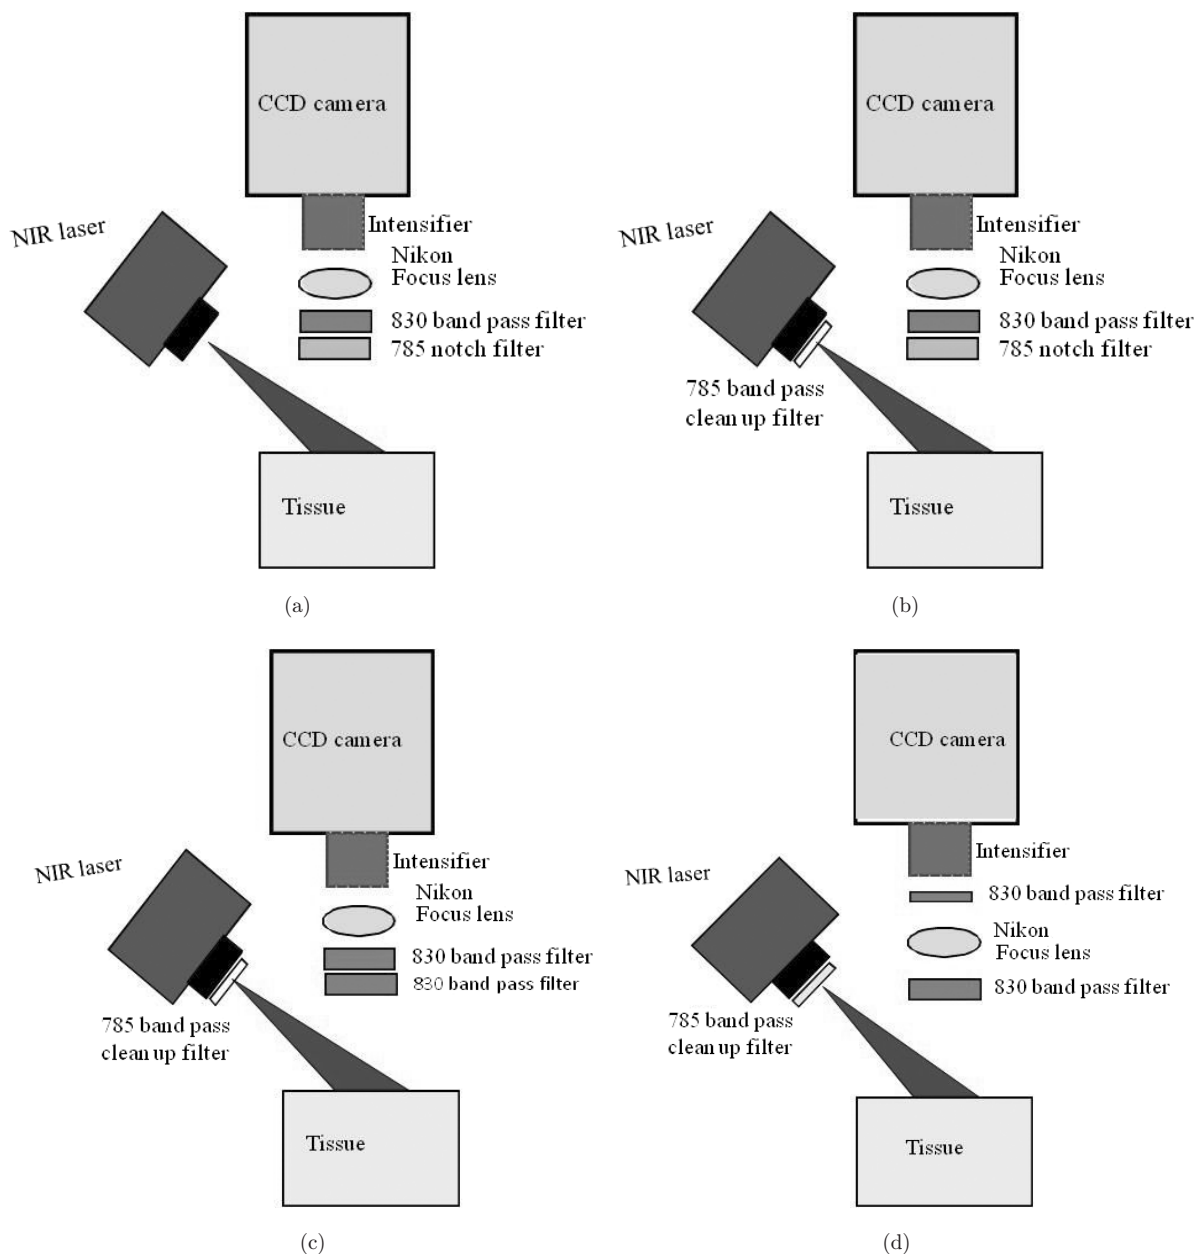 CCD camera
NIR laser
Intensifier
Nikon
Focus lens
830 band pass filter
785 notch filter
Tissue
(a)
CCD camera
NIR laser
Intensifier
Nikon
Focus lens
830 band pass filter
785 notch filter
785 band pass
clean up filter
Tissue
(b)
CCD camera
NIR laser
Intensifier
Nikon
Focus lens
830 band pass filter
830 band pass filter
785 band pass
clean up filter
Tissue
(c)
CCD camera
Intensifier
NIR laser
830 band pass filter
Nikon
Focus lens
830 band pass filter
785 band pass
clean up filter
Tissue
(d)